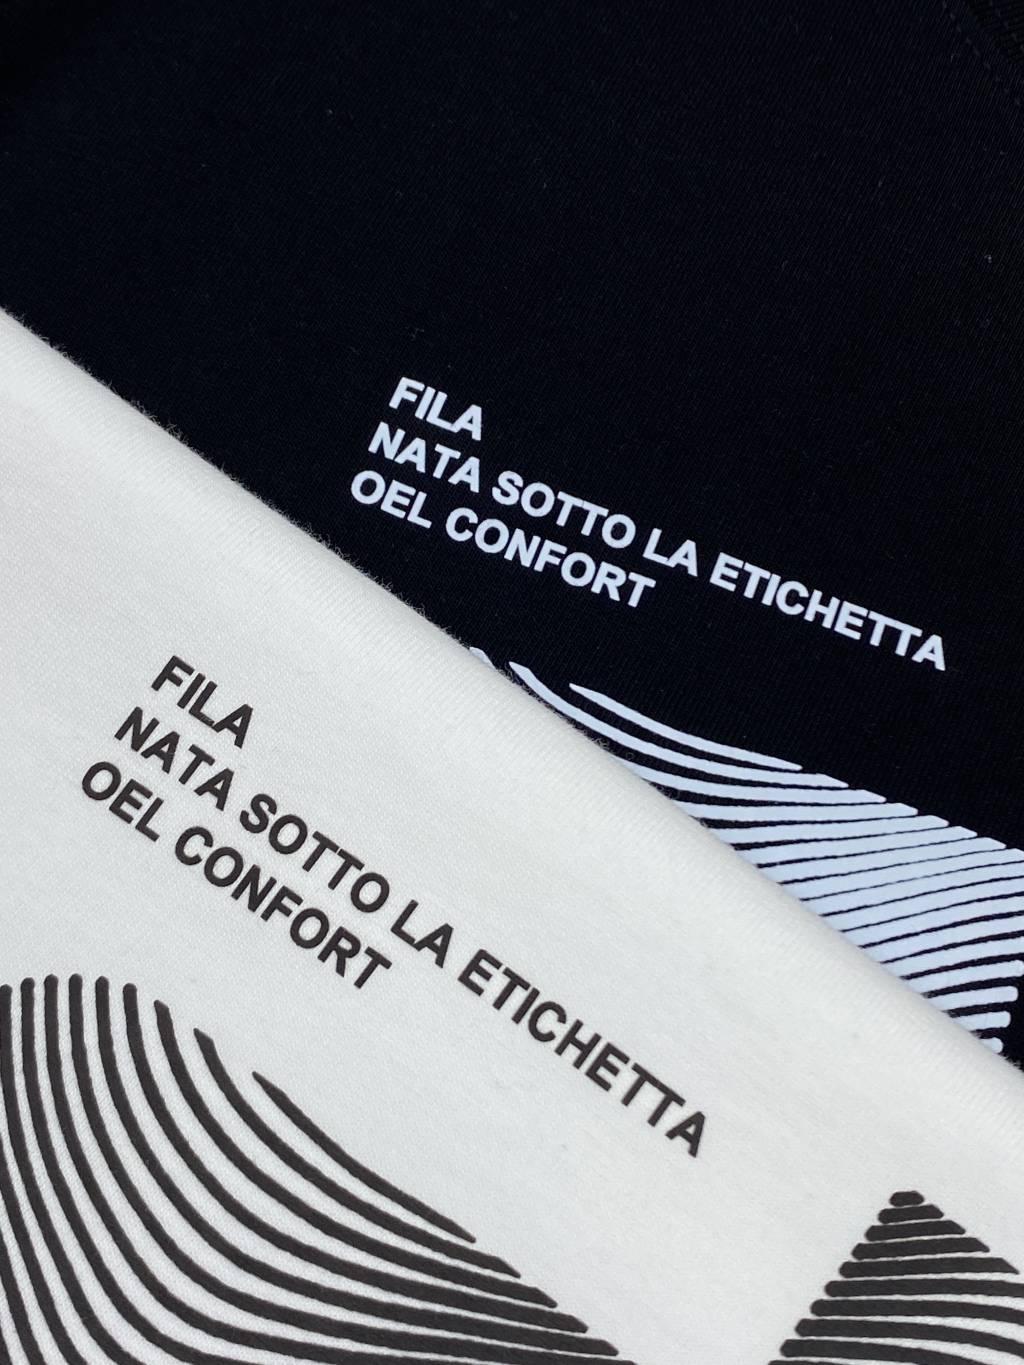 FILA
NATA SOTTO LA ETICHETTA
OEL CONFORT
FILA
NATA SOTTO LA ETICHETTA
OEL CONFORT